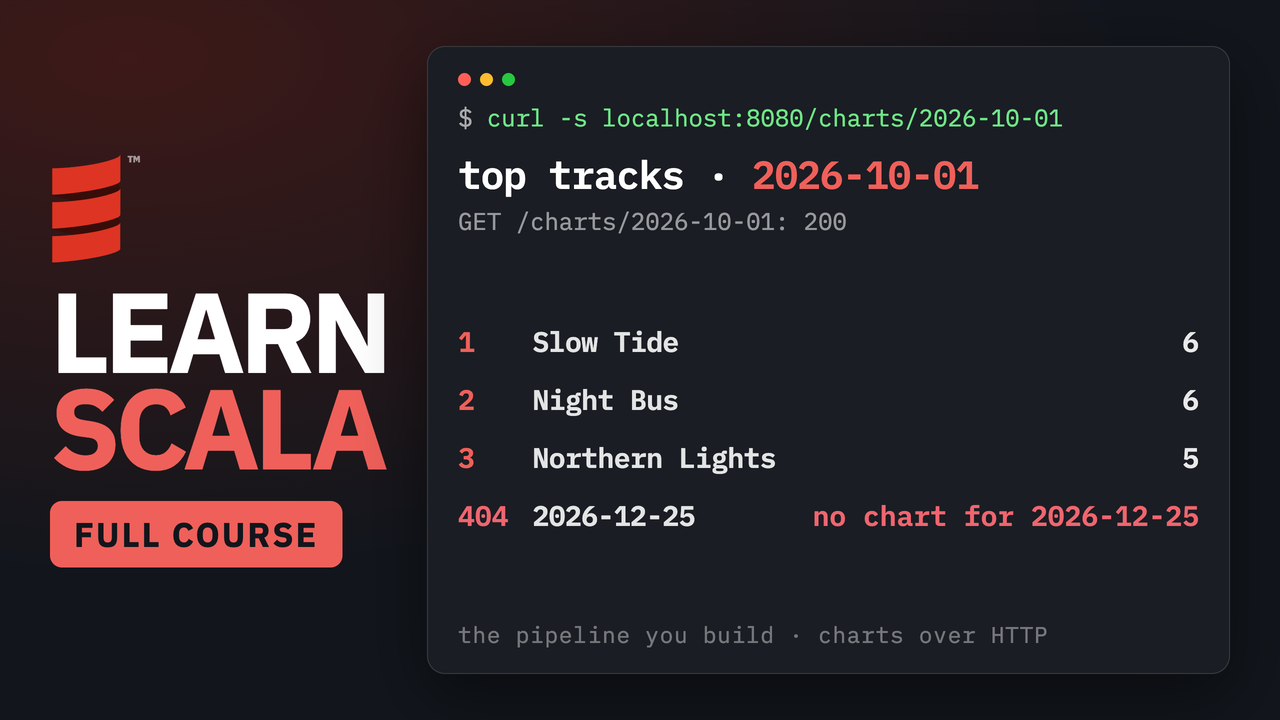 TM
LEARN
SCALA
FULL COURSE
$ curl -s localhost:8080/charts/2026-10-01
top tracks · 2026-10-01
GET /charts/2026-10-01: 200
1 Slow Tide 6
2 Night Bus 6
3 Northern Lights 5
404 2026-12-25 no chart for 2026-12-25
the pipeline you build · charts over HTTP